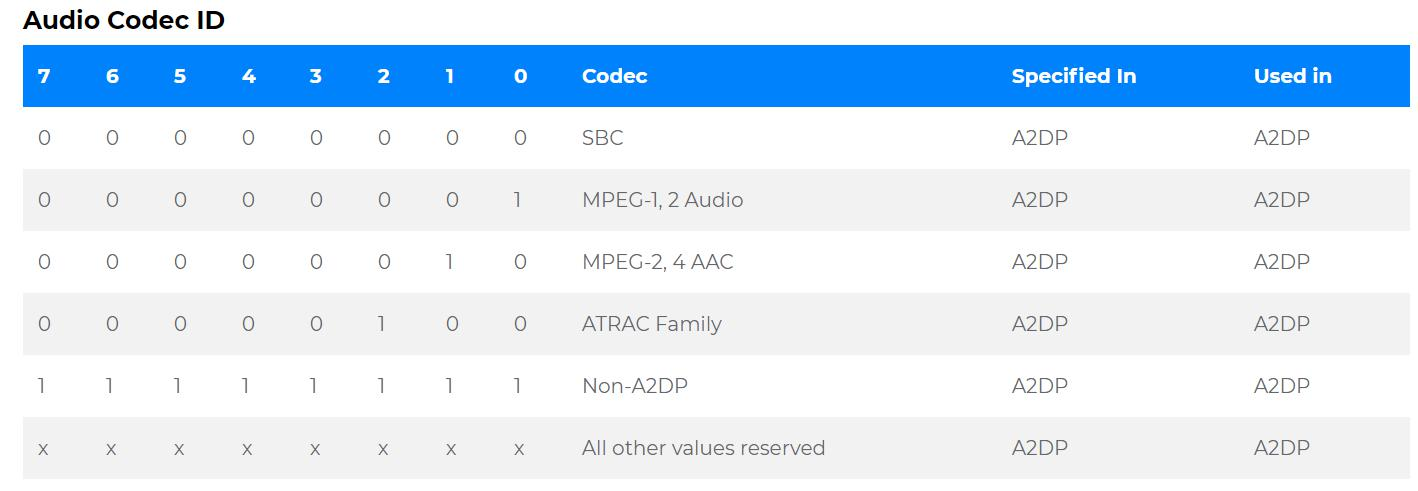 Audio Codec ID
7 6 5 4 3 2 1 0 Codec Specified In Used in
0 0 0 0 0 0 0 0 SBC A2DP A2DP
0 0 0 0 0 0 0 1 MPEG-1, 2 Audio A2DP A2DP
0 0 0 0 0 0 1 0 MPEG-2, 4 AAC A2DP A2DP
0 0 0 0 0 1 0 0 ATRAC Family A2DP A2DP
1 1 1 1 1 1 1 1 Non-A2DP A2DP A2DP
x x x x x x x x All other values reserved A2DP A2DP